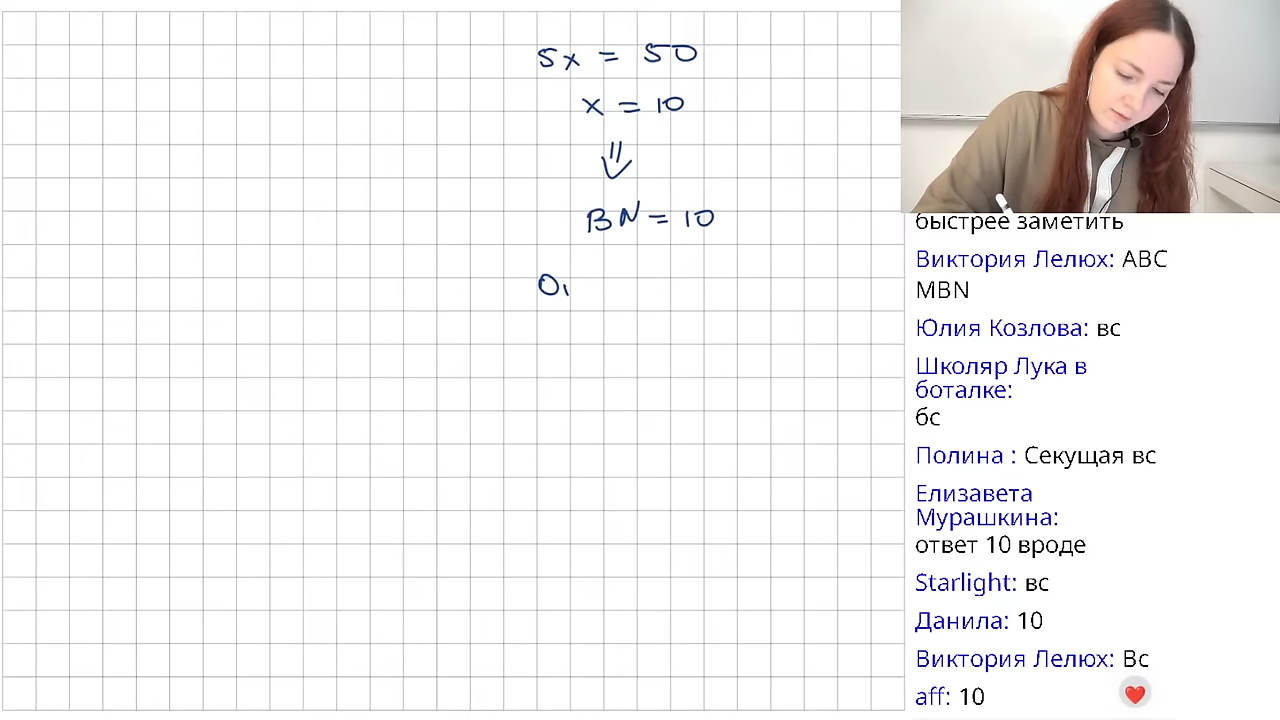 5x = 50
x = 10
⇓
BN = 10
О
быстрее заметить
Виктория Лелюх: ABC
MBN
Юлия Козлова: вс
Школяр Лука в
боталке:
бс
Полина : Секущая вс
Елизавета
Мурашкина:
ответ 10 вроде
Starlight: вс
Данила: 10
Виктория Лелюх: Вс
aff: 10